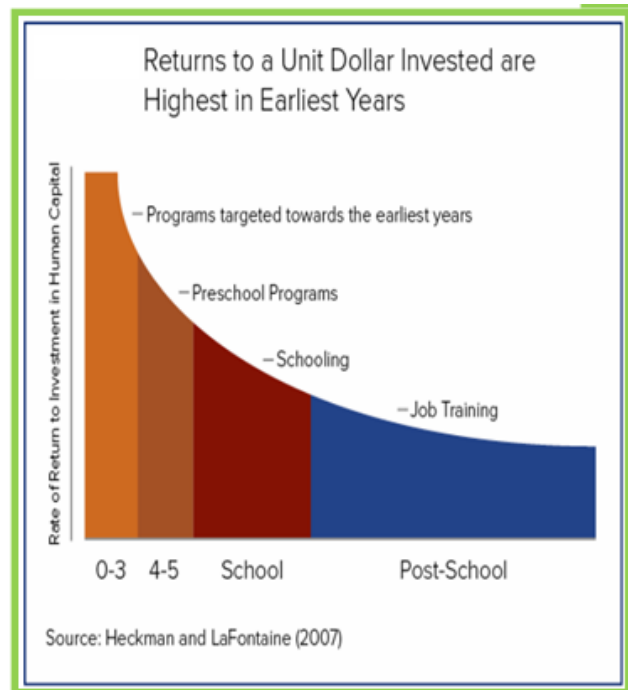 Returns to a Unit Dollar Invested are
Highest in Earliest Years
Rate of Return to Investment in Human Capital
–Programs targeted towards the earliest years
–Preschool Programs
–Schooling
–Job Training
0-3 4-5 School Post-School
Source: Heckman and LaFontaine (2007)